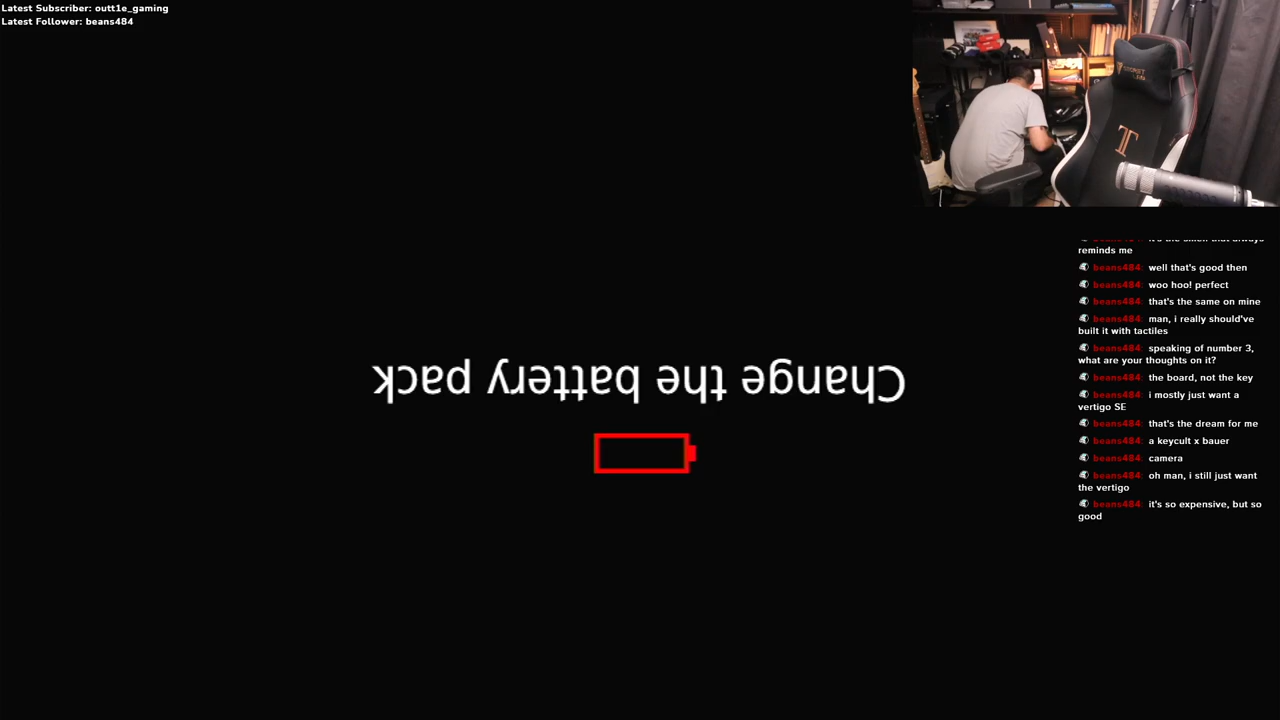 Latest Subscriber: outt1e_gaming
Latest Follower: beans484
SECRET
LAB
reminds me
beans484: well that's good then
beans484: woo hoo! perfect
beans484: that's the same on mine
beans484: man, i really should've
built it with tactiles
beans484: speaking of number 3,
what are your thoughts on it?
beans484: the board, not the key
beans484: i mostly just want a
vertigo SE
beans484: that's the dream for me
beans484: a keycult x bauer
beans484: camera
beans484: oh man, i still just want
the vertigo
beans484: it's so expensive, but so
good
Change the battery pack